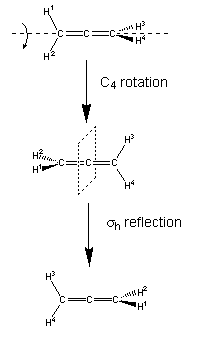 H¹ H³
C=C=C
H² H⁴
C₄ rotation
H² H³
C=C=C
H¹ H⁴
σₕ reflection
H³ H²
C=C=C
H⁴ H¹